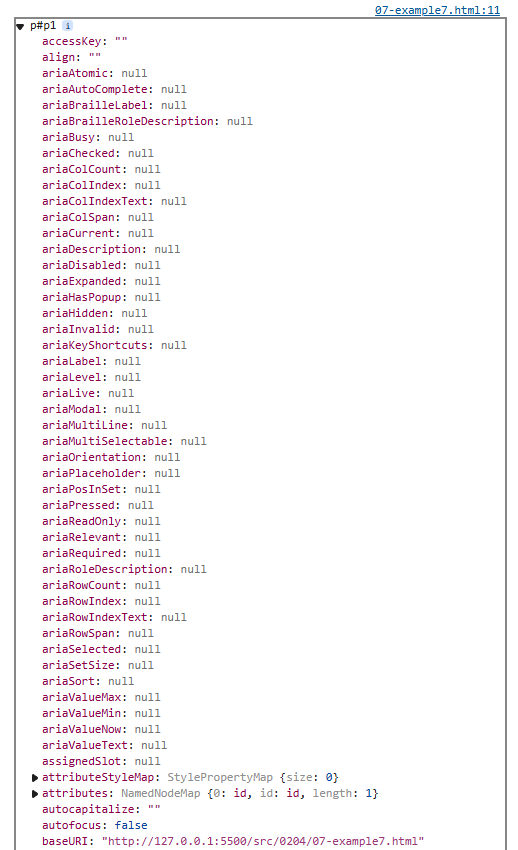 07-example7.html:11
p#p1 i
accessKey: ""
align: ""
ariaAtomic: null
ariaAutoComplete: null
ariaBrailleLabel: null
ariaBrailleRoleDescription: null
ariaBusy: null
ariaChecked: null
ariaColCount: null
ariaColIndex: null
ariaColIndexText: null
ariaColSpan: null
ariaCurrent: null
ariaDescription: null
ariaDisabled: null
ariaExpanded: null
ariaHasPopup: null
ariaHidden: null
ariaInvalid: null
ariaKeyShortcuts: null
ariaLabel: null
ariaLevel: null
ariaLive: null
ariaModal: null
ariaMultiLine: null
ariaMultiSelectable: null
ariaOrientation: null
ariaPlaceholder: null
ariaPosInSet: null
ariaPressed: null
ariaReadOnly: null
ariaRelevant: null
ariaRequired: null
ariaRoleDescription: null
ariaRowCount: null
ariaRowIndex: null
ariaRowIndexText: null
ariaRowSpan: null
ariaSelected: null
ariaSetSize: null
ariaSort: null
ariaValueMax: null
ariaValueMin: null
ariaValueNow: null
ariaValueText: null
assignedSlot: null
attributeStyleMap: StylePropertyMap {size: 0}
attributes: NamedNodeMap {0: id, id: id, length: 1}
autocapitalize: ""
autofocus: false
baseURI: "http://127.0.0.1:5500/src/0204/07-example7.html"